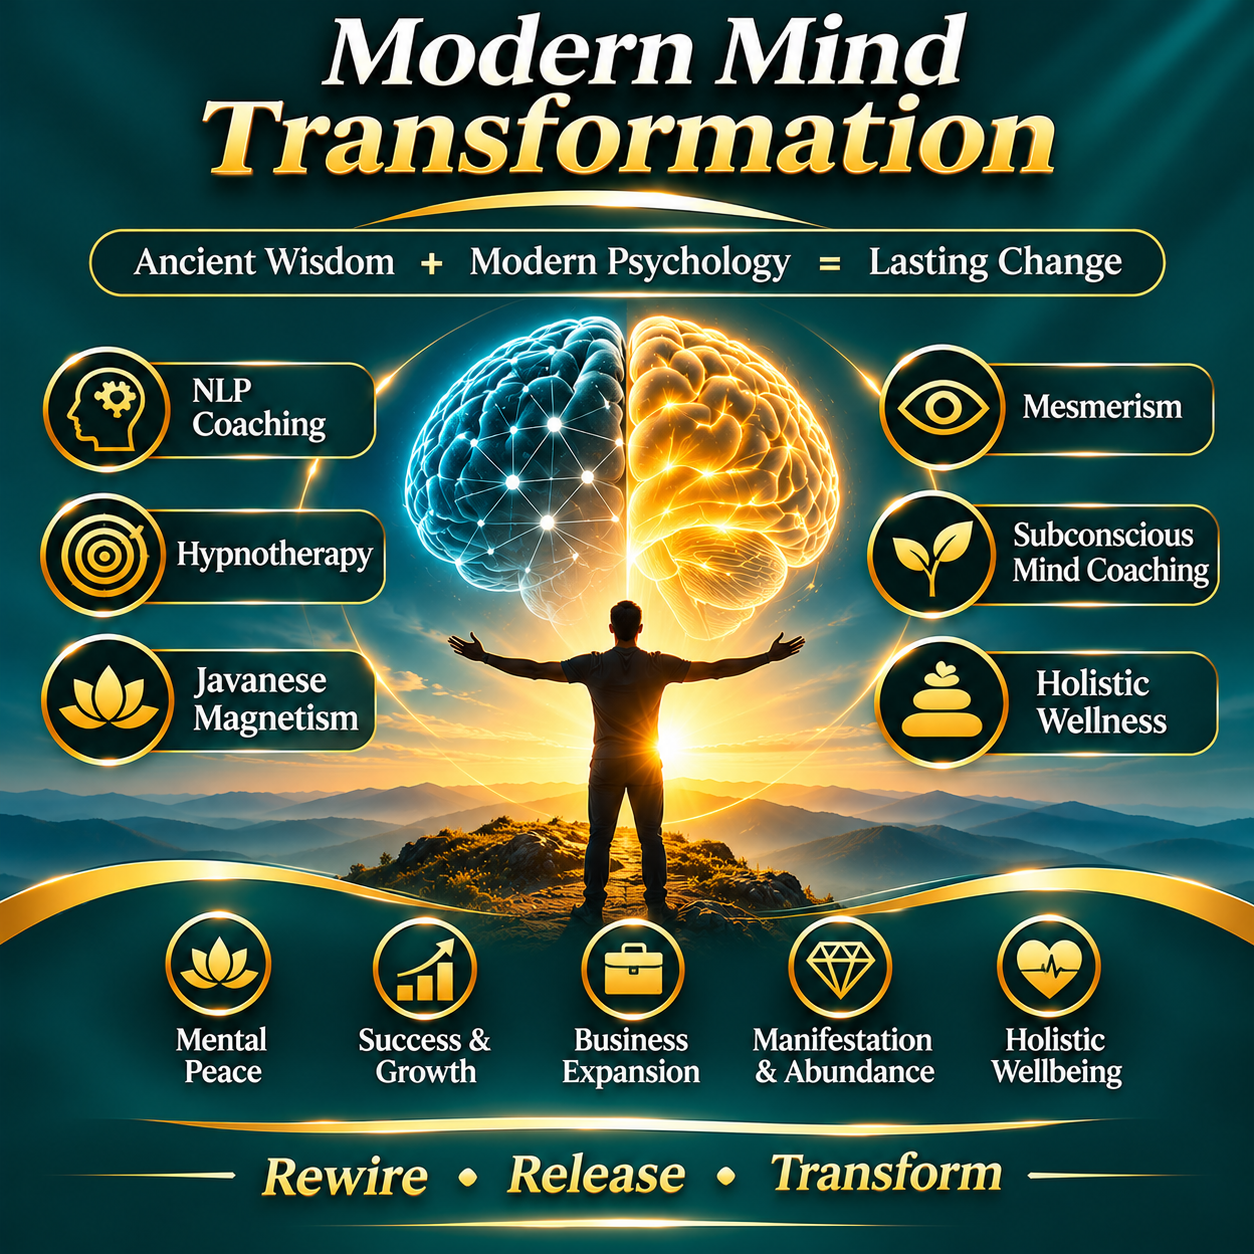 Modern Mind
Transformation
Ancient Wisdom + Modern Psychology = Lasting Change
NLP
Coaching
Hypnotherapy
Javanese
Magnetism
Mesmerism
Subconscious
Mind Coaching
Holistic
Wellness
Mental
Peace
Success &
Growth
Business
Expansion
Manifestation
& Abundance
Holistic
Wellbeing
Rewire • Release • Transform